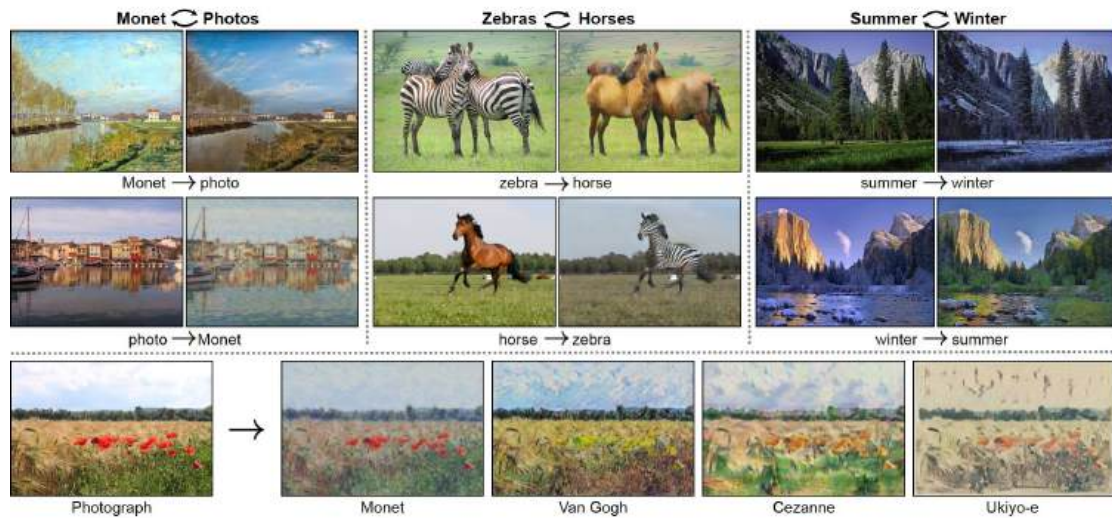 Monet ⟳ Photos
Zebras ⟳ Horses
Summer ⟳ Winter
Monet → photo
zebra → horse
summer → winter
photo → Monet
horse → zebra
winter → summer
Photograph
Monet
Van Gogh
Cezanne
Ukiyo-e